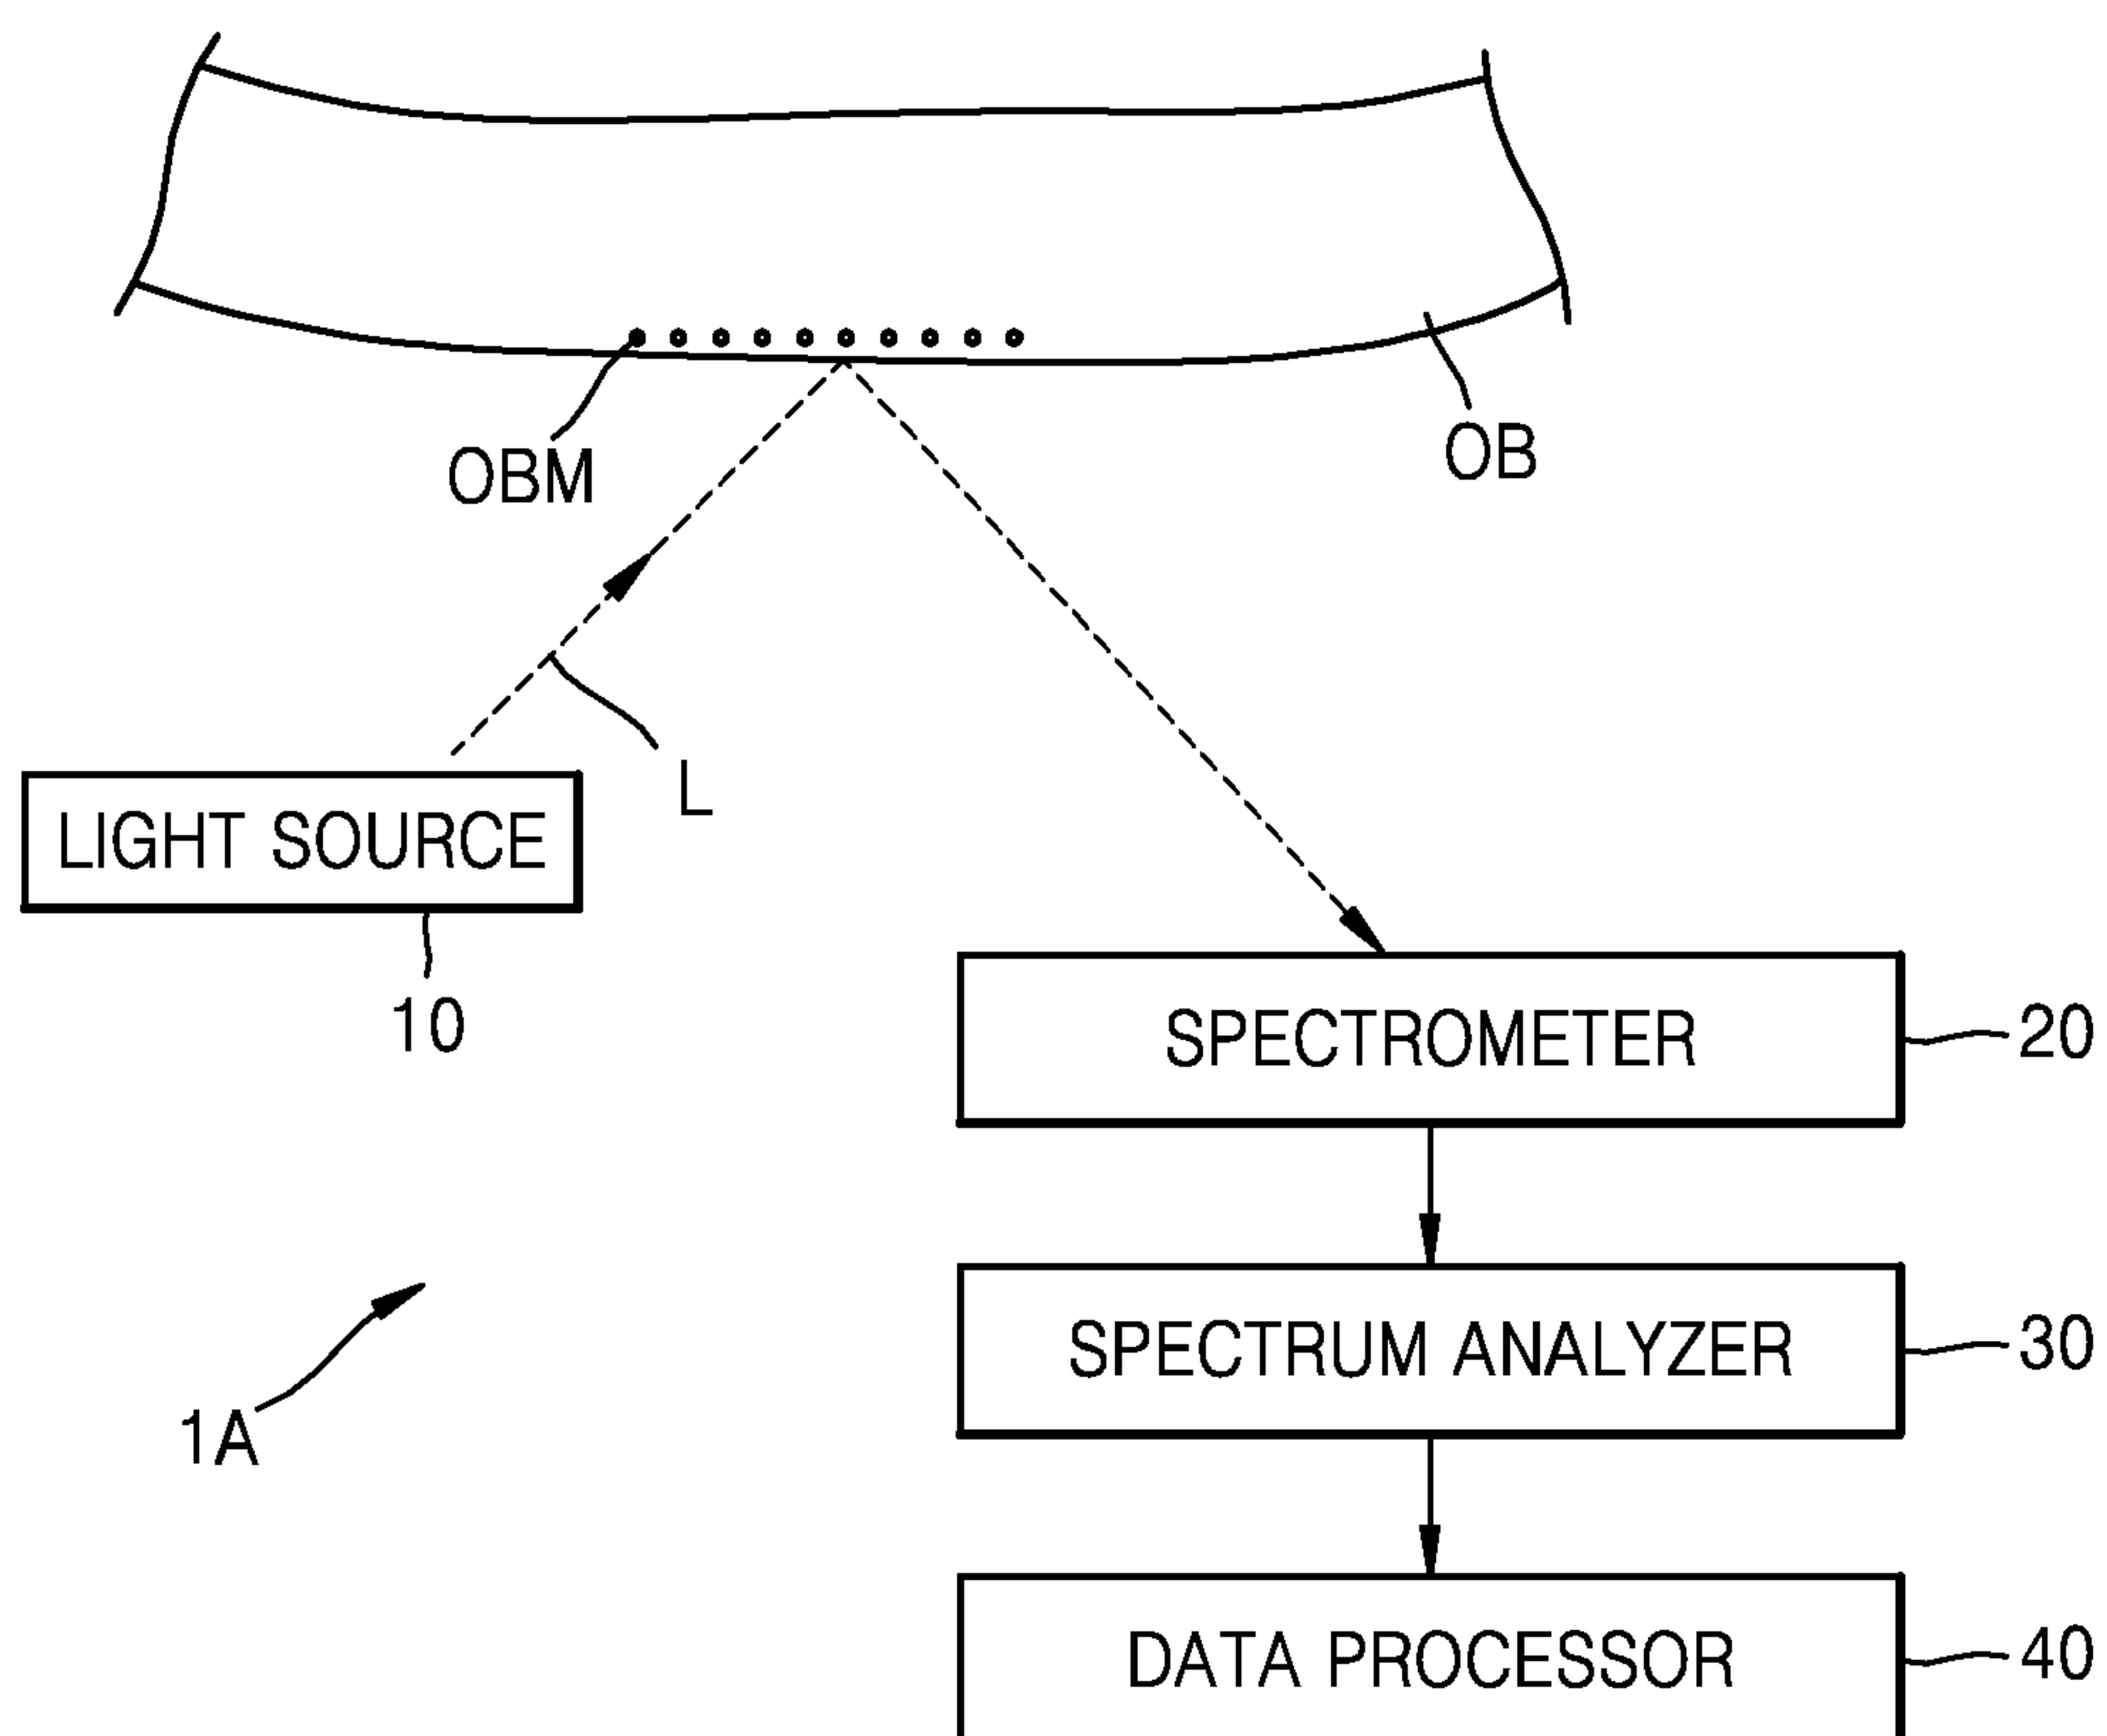 OBM
OB
L
LIGHT SOURCE
10
SPECTROMETER
20
SPECTRUM ANALYZER
30
1A
DATA PROCESSOR
40